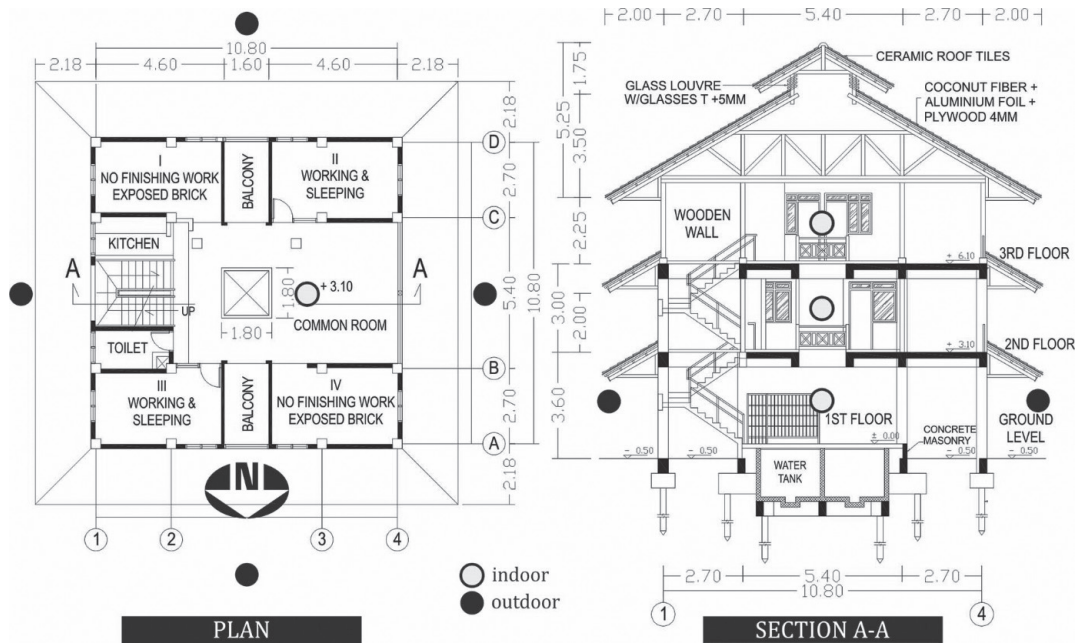 10.80
2.18
4.60
1.60
4.60
2.18
2.18
D
2.70
C
5.40
10.80
B
2.70
A
2.18
I
NO FINISHING WORK
EXPOSED BRICK
BALCONY
II
WORKING &
SLEEPING
KITCHEN
A
A
UP
1.80
+ 3.10
1.80
COMMON ROOM
TOILET
III
WORKING &
SLEEPING
BALCONY
IV
NO FINISHING WORK
EXPOSED BRICK
N
1
2
3
4
indoor
outdoor
PLAN
2.00
2.70
5.40
2.70
2.00
1.75
5.25
3.50
2.25
3.00
2.00
3.60
CERAMIC ROOF TILES
GLASS LOUVRE
W/GLASSES T +5MM
COCONUT FIBER +
ALUMINIUM FOIL +
PLYWOOD 4MM
WOODEN
WALL
± 6.10
3RD FLOOR
± 3.10
2ND FLOOR
1ST FLOOR
± 0.00
CONCRETE
MASONRY
GROUND
LEVEL
- 0.50
- 0.50
- 0.50
- 0.50
WATER
TANK
2.70
5.40
2.70
10.80
1
4
SECTION A-A